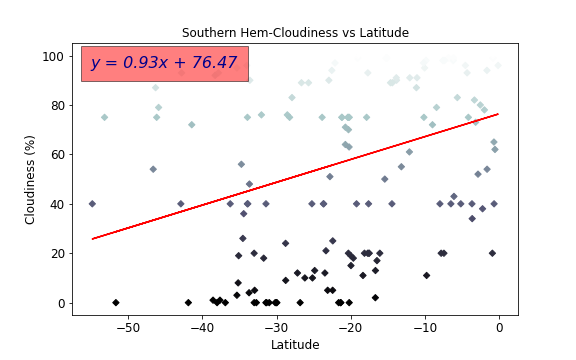 Southern Hem-Cloudiness vs Latitude
y = 0.93x + 76.47
100
80
60
40
20
0
Cloudiness (%)
−50 −40 −30 −20 −10 0
Latitude